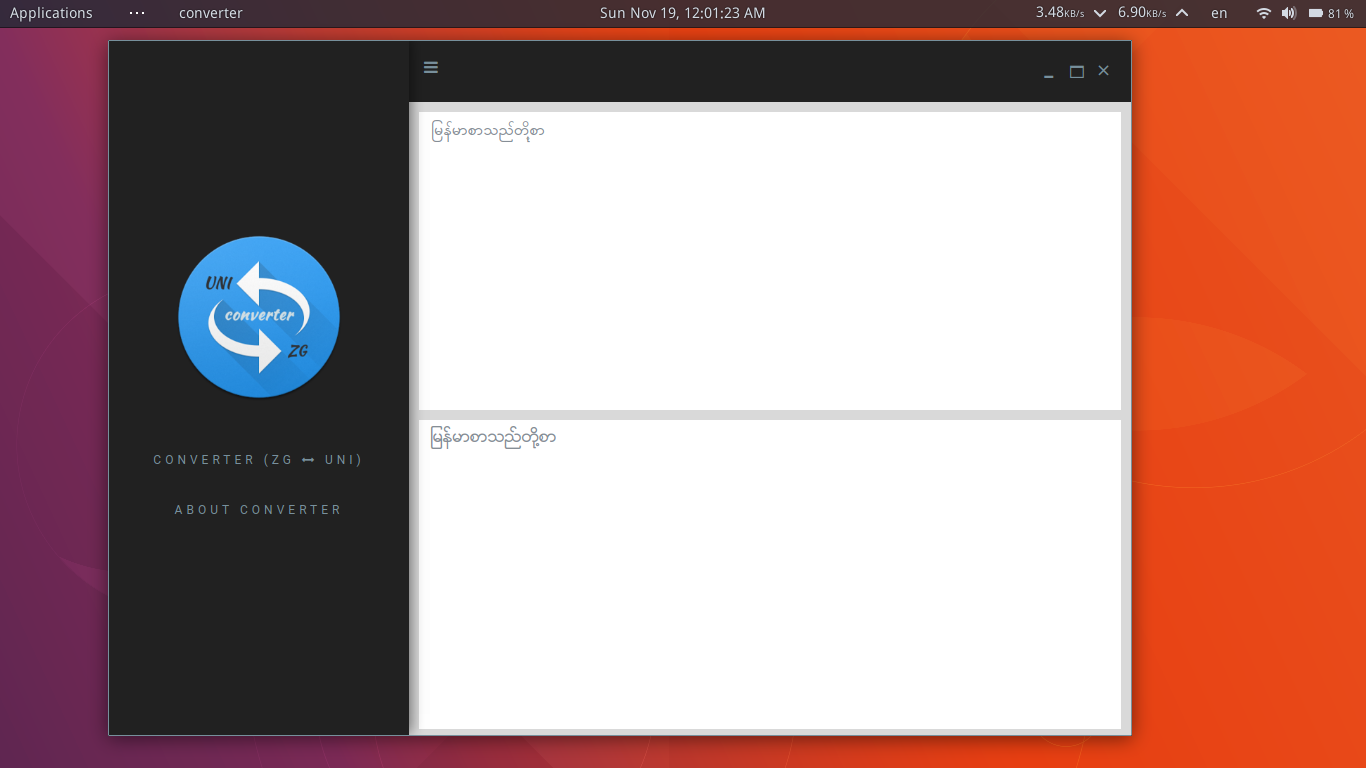 Applications ... converter Sun Nov 19, 12:01:23 AM 3.48KB/s 6.90KB/s en 81 %
UNI
converter
ZG
CONVERTER (ZG ↔ UNI)
ABOUT CONVERTER
မြန်မာစာသည်တို့စာ
မြန်မာစာသည်တို့စာ